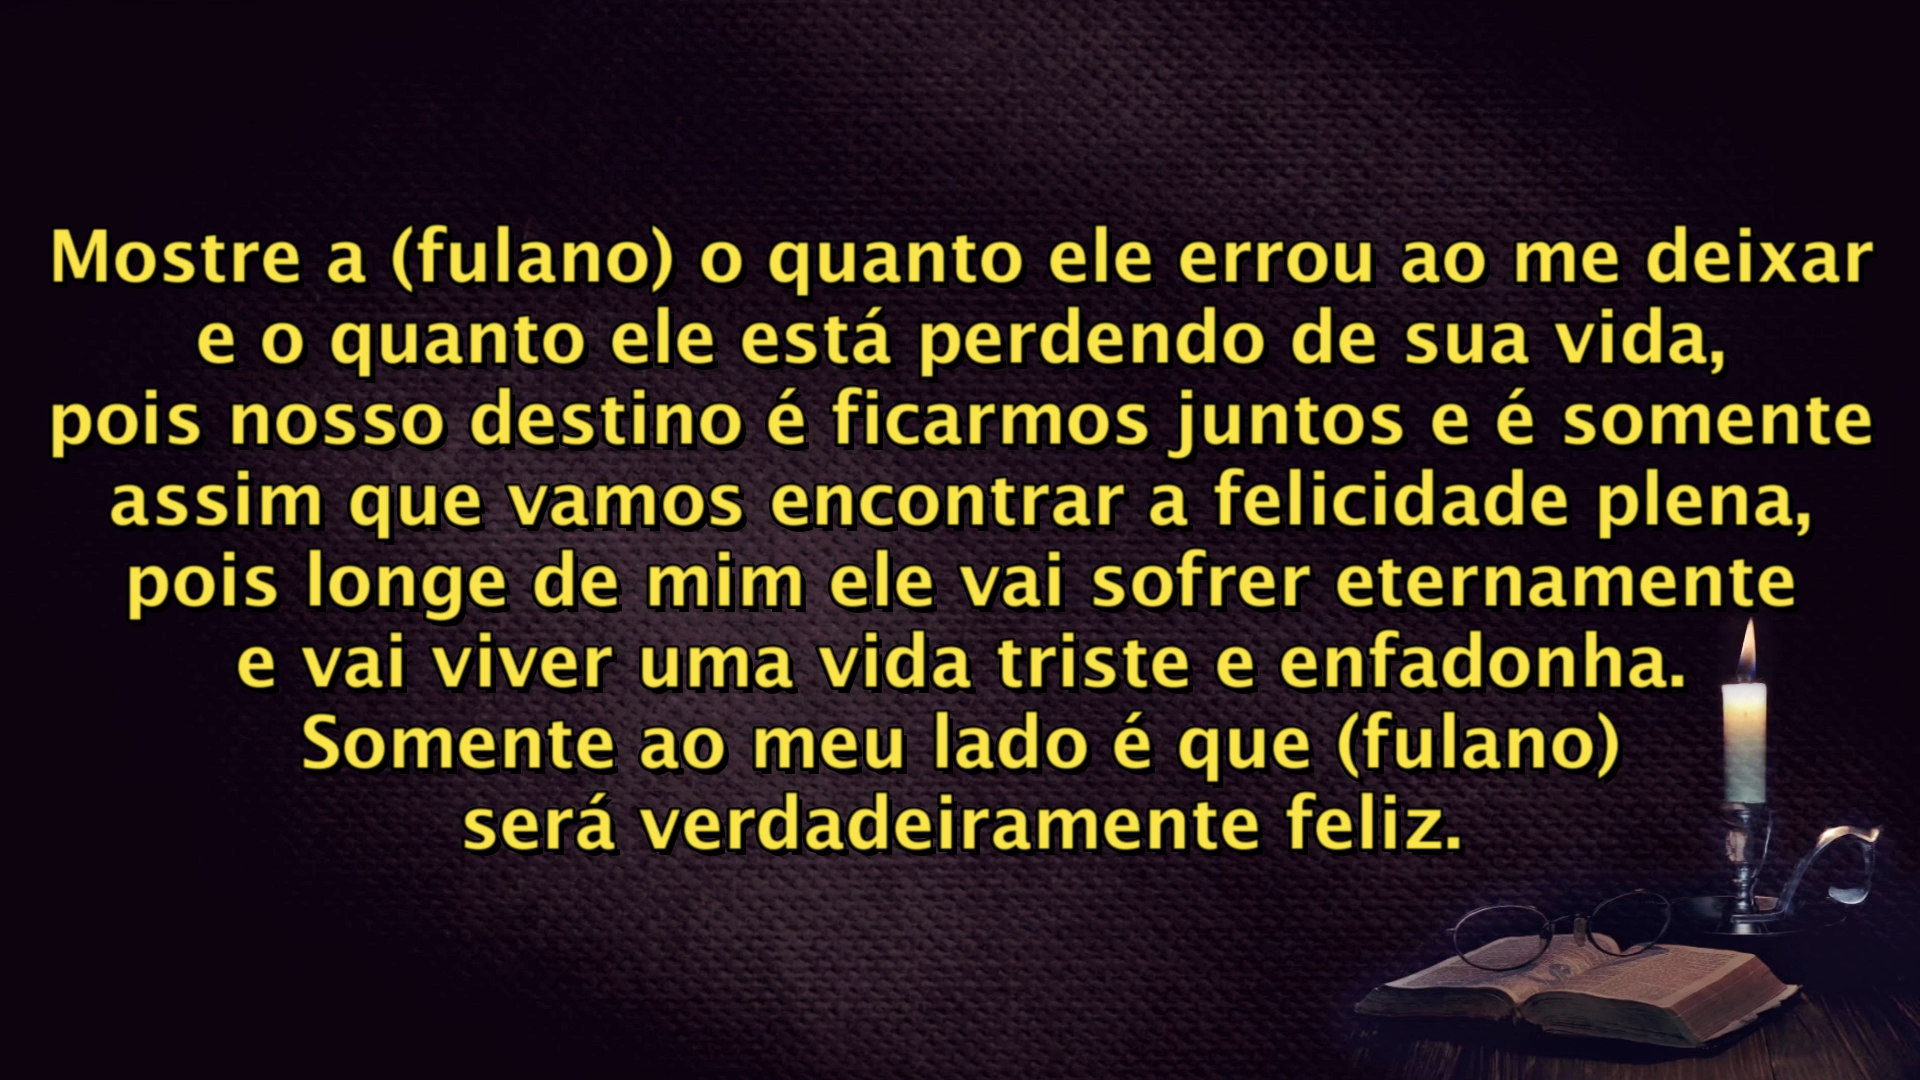 Mostre a (fulano) o quanto ele errou ao me deixar
e o quanto ele está perdendo de sua vida,
pois nosso destino é ficarmos juntos e é somente
assim que vamos encontrar a felicidade plena,
pois longe de mim ele vai sofrer eternamente
e vai viver uma vida triste e enfadonha.
Somente ao meu lado é que (fulano)
será verdadeiramente feliz.